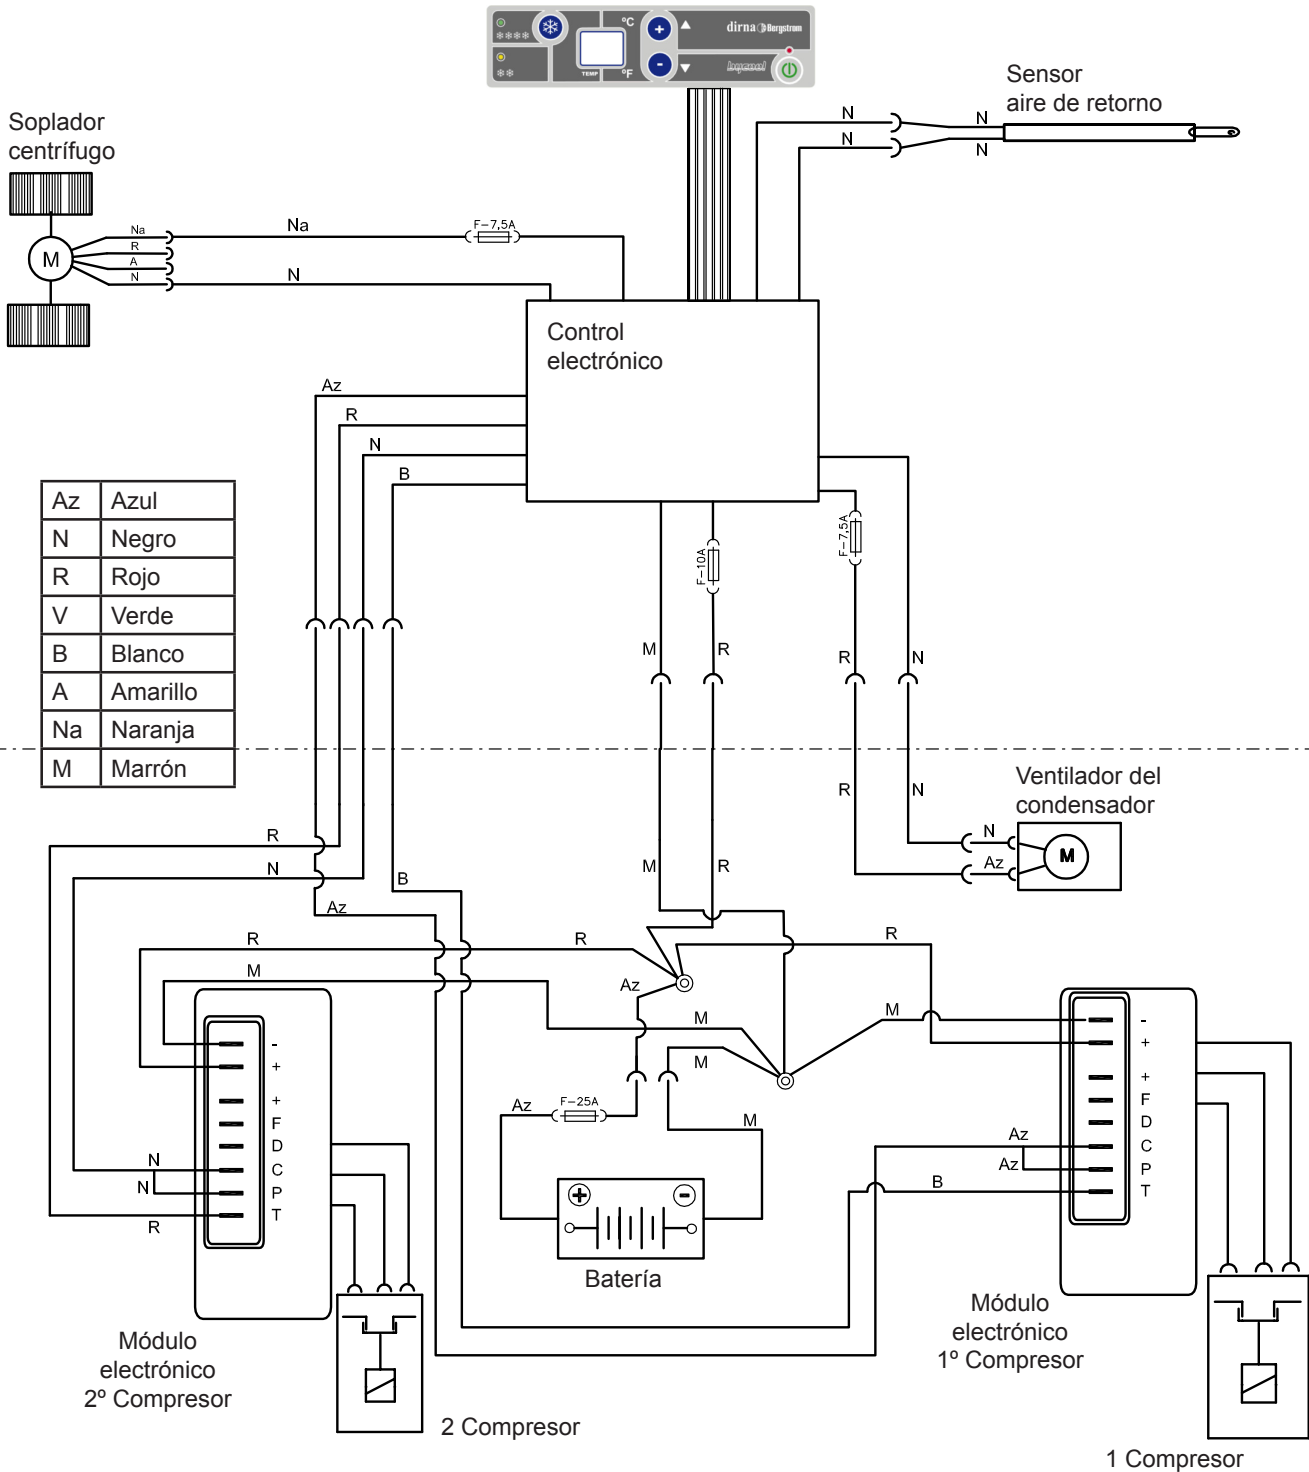 °C
dirna Bergstrom
bycool
TEMP
°F
+
-
Sensor
aire de retorno
N
N
N
N
Soplador
centrífugo
M
Na
R
A
N
Na
N
F-7,5A
Control
electrónico
Az
R
N
B
Az Azul
N Negro
R Rojo
V Verde
B Blanco
A Amarillo
Na Naranja
M Marrón
F-10A
F-7,5A
M
R
R
N
R
N
Ventilador del
condensador
N
Az
M
R
N
B
Az
M
R
R
R
R
M
Az
M
M
M
-
+
+
F
D
C
P
T
N
N
R
Az
F-25A
M
+
-
Batería
-
+
+
F
D
C
P
T
Az
Az
B
Módulo
electrónico
2º Compresor
2 Compresor
Módulo
electrónico
1º Compresor
1 Compresor